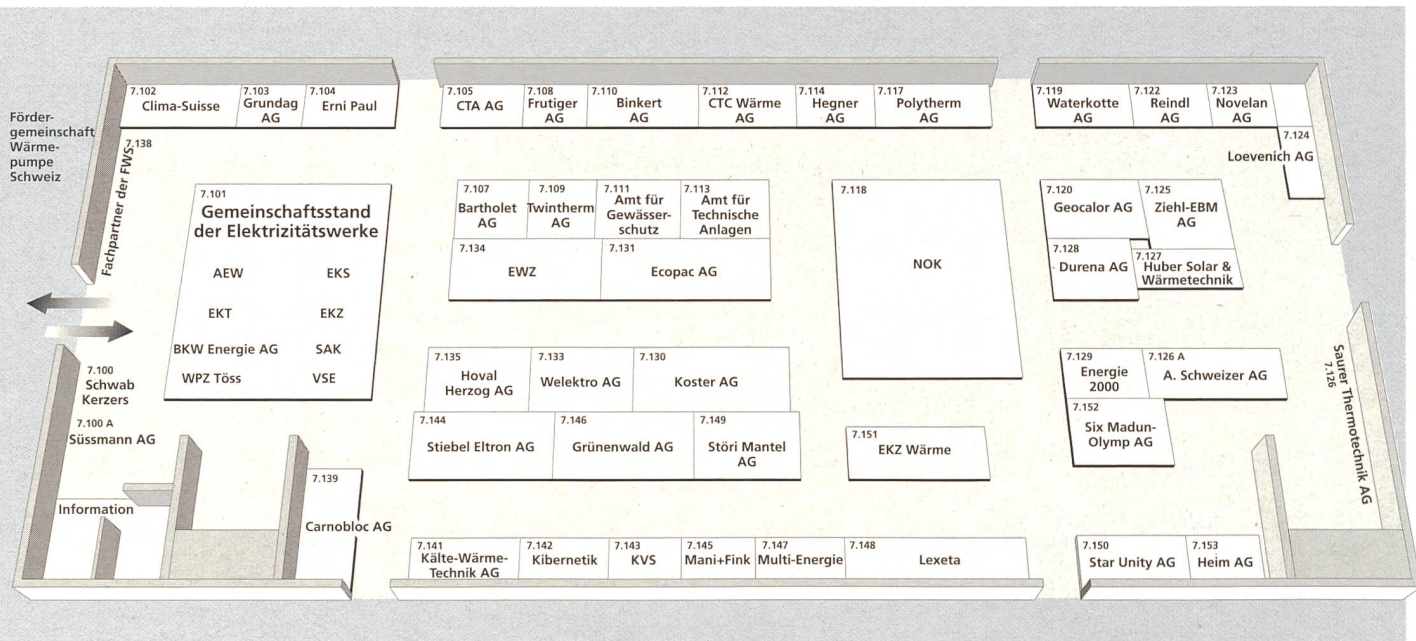 Förder-
gemeinschaft
Wärme-
pumpe
Schweiz
7.102
Clima-Suisse
7.103
Grundag
AG
7.104
Erni Paul
7.105
CTA AG
7.108
Frutiger
AG
7.110
Binkert
AG
7.112
CTC Wärme
AG
7.114
Hegner
AG
7.117
Polytherm
AG
7.119
Waterkotte
AG
7.122
Reindl
AG
7.123
Novelan
AG
7.124
Loevenich AG
7.138
Fachpartner der FWS
7.101
Gemeinschaftsstand
der Elektrizitätswerke
AEW
EKS
EKT
EKZ
BKW Energie AG
SAK
WPZ Töss
VSE
7.107
Bartholet
AG
7.109
Twintherm
AG
7.111
Amt für
Gewässer-
schutz
7.113
Amt für
Technische
Anlagen
7.134
EWZ
7.131
Ecopac AG
7.118
NOK
7.120
Geocalor AG
7.125
Ziehl-EBM
AG
7.128
Durena AG
7.127
Huber Solar &
Wärmetechnik
7.100
Schwab
Kerzers
7.100 A
Süssmann AG
Information
7.139
Carnobloc AG
7.135
Hoval
Herzog AG
7.133
Welektro AG
7.130
Koster AG
7.144
Stiebel Eltron AG
7.146
Grünenwald AG
7.149
Störi Mantel
AG
7.151
EKZ Wärme
7.129
Energie
2000
7.126 A
A. Schweizer AG
7.152
Six Madun-
Olymp AG
Saurer Thermotechnik AG
7.126
7.141
Kälte-Wärme-
Technik AG
7.142
Kibernetik
7.143
KVS
7.145
Mani+Fink
7.147
Multi-Energie
7.148
Lexeta
7.150
Star Unity AG
7.153
Heim AG